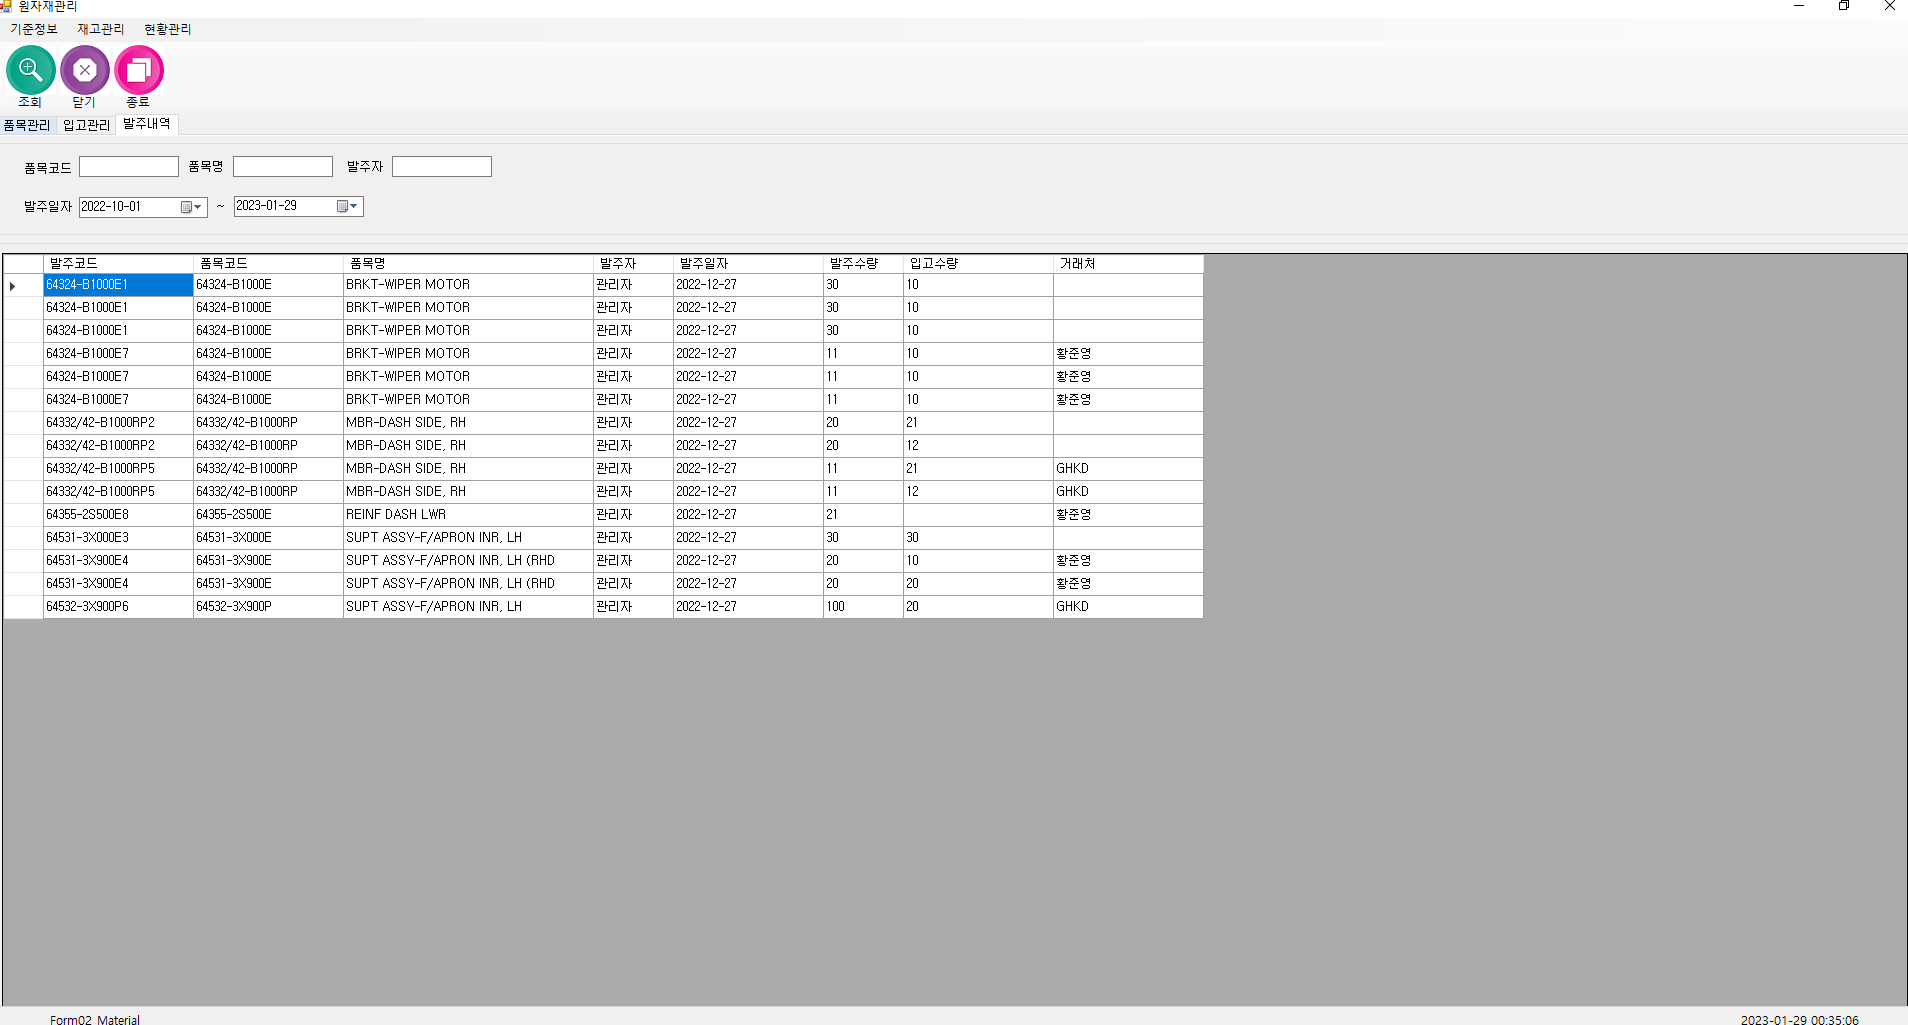 원자재관리
기준정보 재고관리 현황관리
조회 닫기 종료
품목관리 입고관리 발주내역
품목코드 품목명 발주자
발주일자 2022-10-01 ~ 2023-01-29
발주코드 품목코드 품목명 발주자 발주일자 발주수량 입고수량 거래처
64324-B1000E1 64324-B1000E BRKT-WIPER MOTOR 관리자 2022-12-27 30 10
64324-B1000E1 64324-B1000E BRKT-WIPER MOTOR 관리자 2022-12-27 30 10
64324-B1000E1 64324-B1000E BRKT-WIPER MOTOR 관리자 2022-12-27 30 10
64324-B1000E7 64324-B1000E BRKT-WIPER MOTOR 관리자 2022-12-27 11 10 황준영
64324-B1000E7 64324-B1000E BRKT-WIPER MOTOR 관리자 2022-12-27 11 10 황준영
64324-B1000E7 64324-B1000E BRKT-WIPER MOTOR 관리자 2022-12-27 11 10 황준영
64332/42-B1000RP2 64332/42-B1000RP MBR-DASH SIDE, RH 관리자 2022-12-27 20 21
64332/42-B1000RP2 64332/42-B1000RP MBR-DASH SIDE, RH 관리자 2022-12-27 20 12
64332/42-B1000RP5 64332/42-B1000RP MBR-DASH SIDE, RH 관리자 2022-12-27 11 21 GHKD
64332/42-B1000RP5 64332/42-B1000RP MBR-DASH SIDE, RH 관리자 2022-12-27 11 12 GHKD
64355-2S500E8 64355-2S500E REINF DASH LWR 관리자 2022-12-27 21 황준영
64531-3X000E3 64531-3X000E SUPT ASSY-F/APRON INR, LH 관리자 2022-12-27 30 30
64531-3X900E4 64531-3X900E SUPT ASSY-F/APRON INR, LH (RHD 관리자 2022-12-27 20 10 황준영
64531-3X900E4 64531-3X900E SUPT ASSY-F/APRON INR, LH (RHD 관리자 2022-12-27 20 20 황준영
64532-3X900P6 64532-3X900P SUPT ASSY-F/APRON INR, LH 관리자 2022-12-27 100 20 GHKD
Form02_Material 2023-01-29 00:35:06